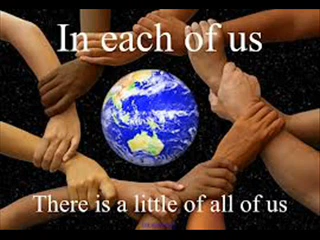 In each of us
There is a little of all of us